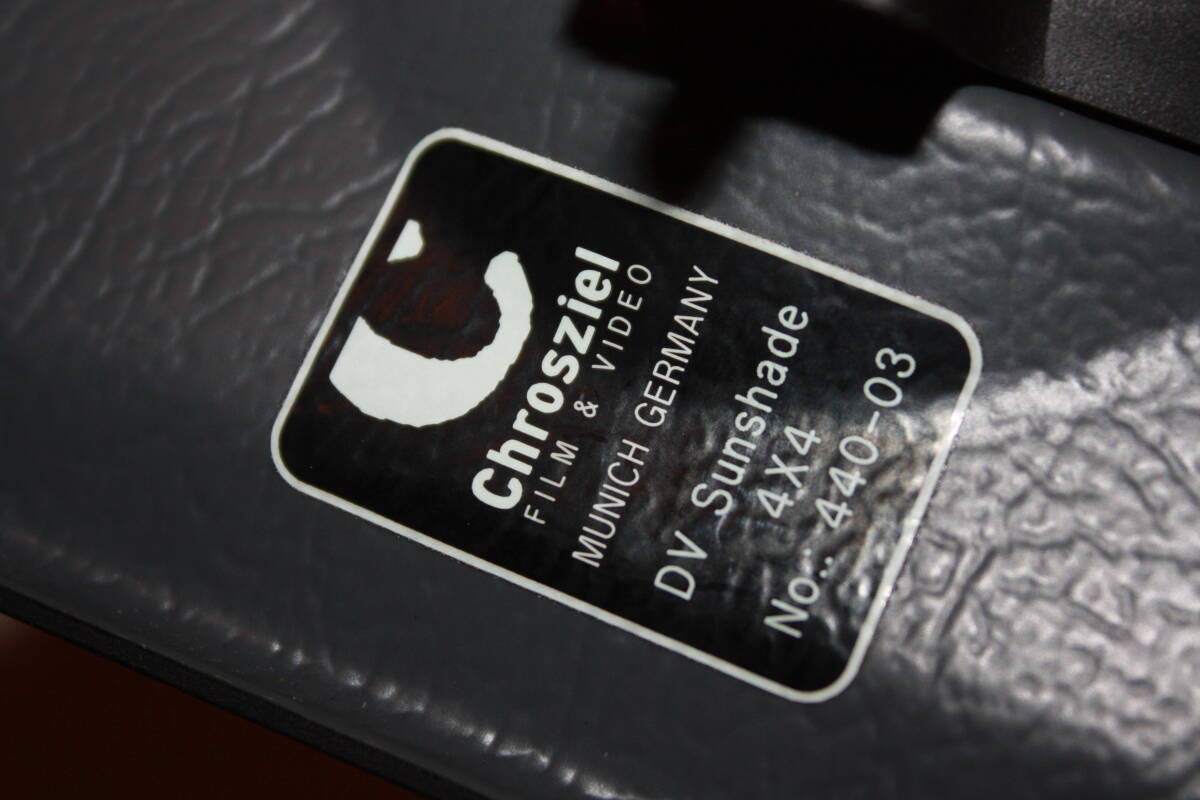 Chrosziel
FILM & VIDEO
MUNICH GERMANY
DV Sunshade
4X4
No.: 440-03